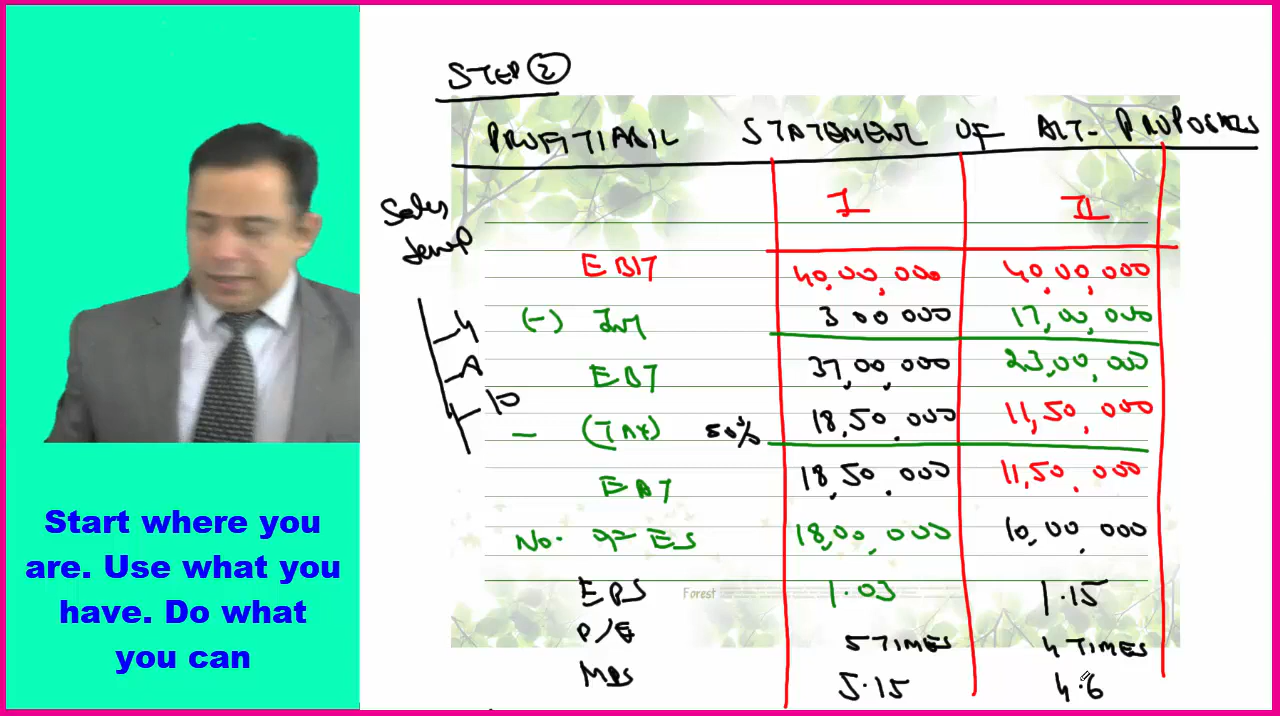 STEP 2
PROFITIABIL STATEMENT OF ALT- PROPOSALS
Sales
I II
EBIT 40,00,000 40,00,000
(-) Int 3 00 000 17,00,000
EBT 37,00,000 23,00,000
- (Tax) 50% 18,50,000 11,50,000
EAT 18,50,000 11,50,000
No. of ES 18,00,000 10,00,000
EPS 1.03 1.15
Forest
P/E 5 TIMES 4 TIMES
MPS 5.15 4.6
10
Start where you
are. Use what you
have. Do what
you can